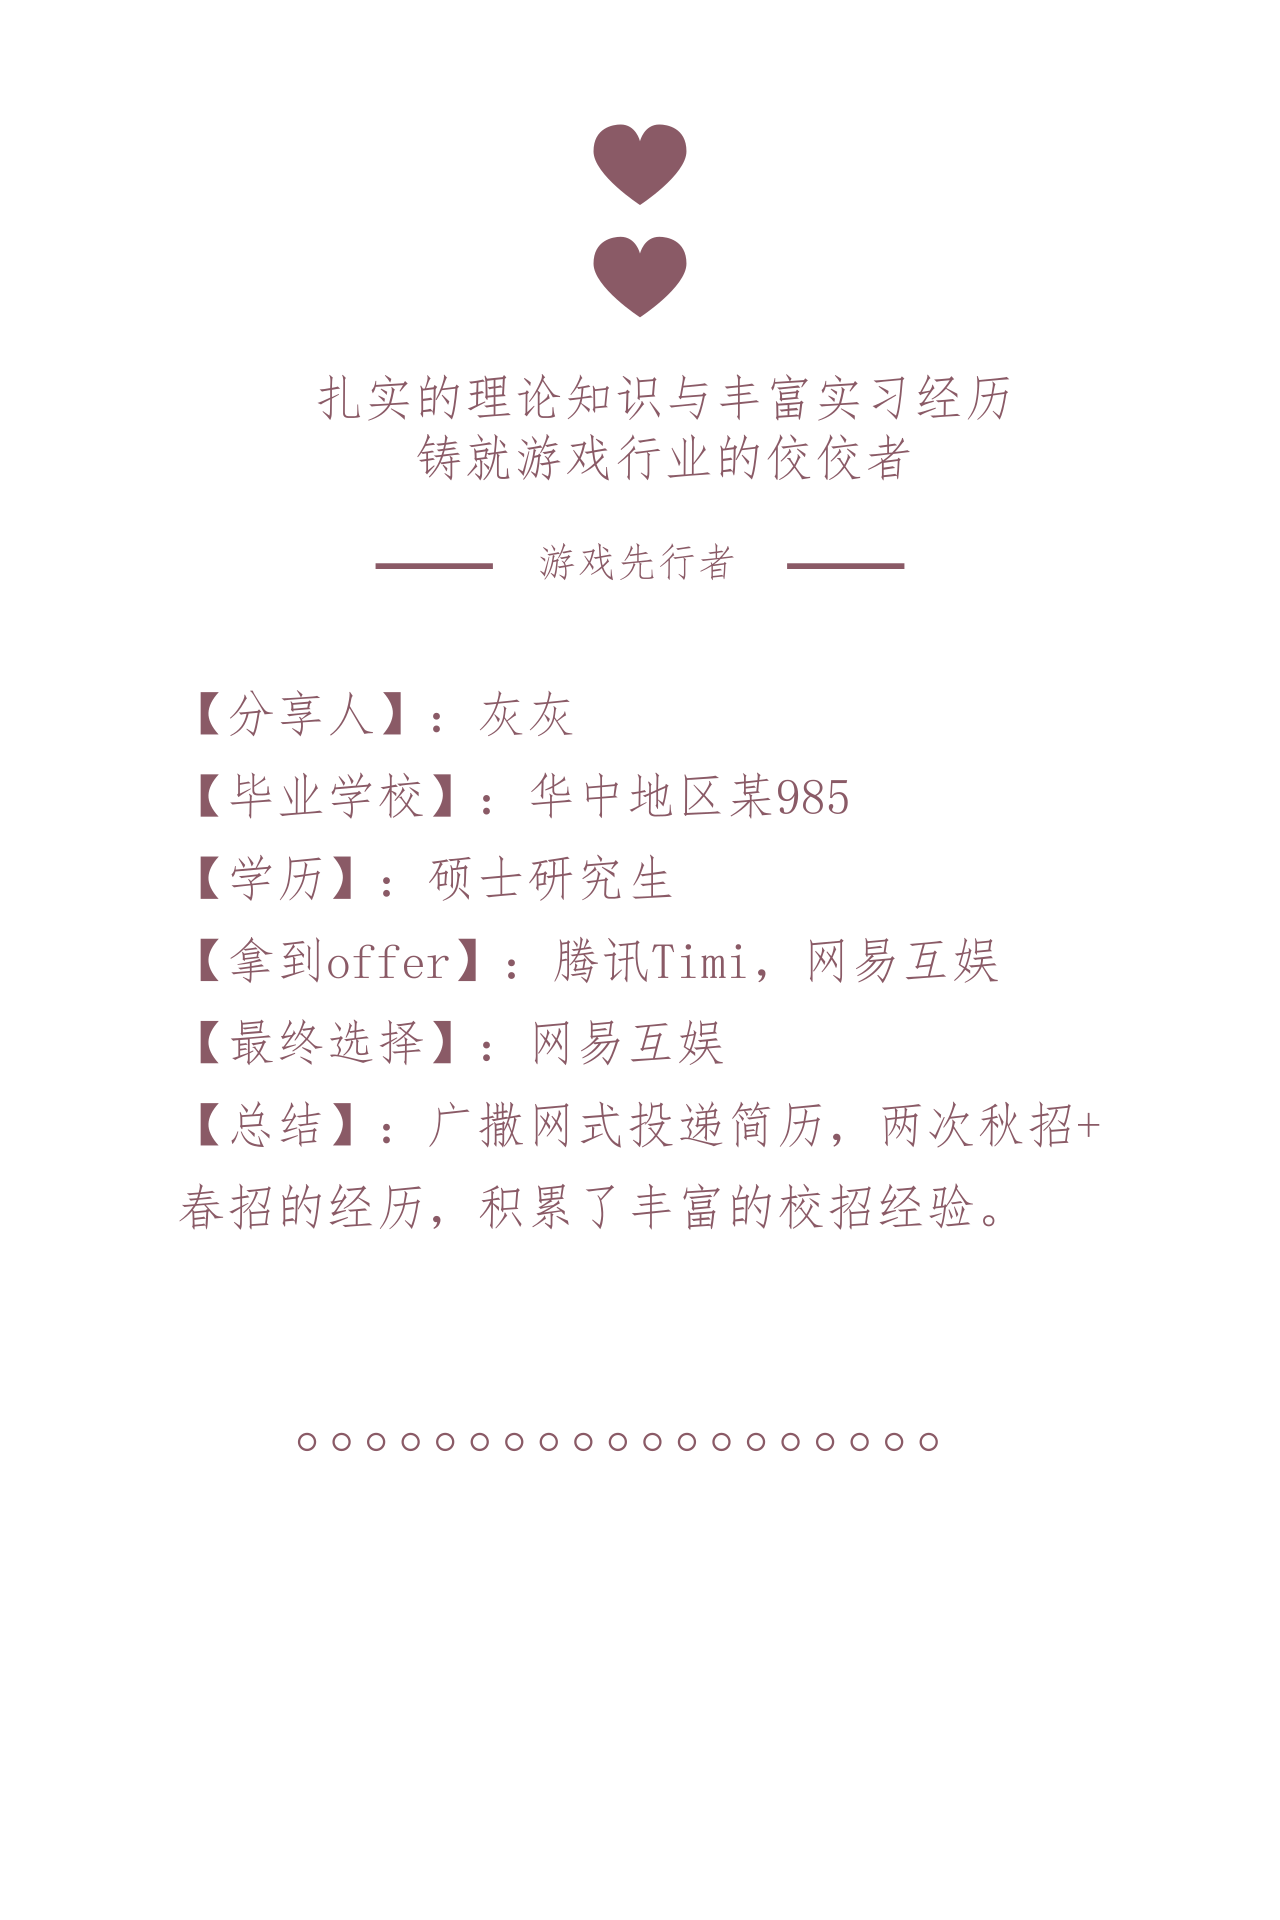 扎实的理论知识与丰富实习经历
铸就游戏行业的佼佼者
游戏先行者
【分享人】：灰灰
【毕业学校】：华中地区某985
【学历】：硕士研究生
【拿到offer】：腾讯Timi，网易互娱
【最终选择】：网易互娱
【总结】：广撒网式投递简历，两次秋招+
春招的经历，积累了丰富的校招经验。